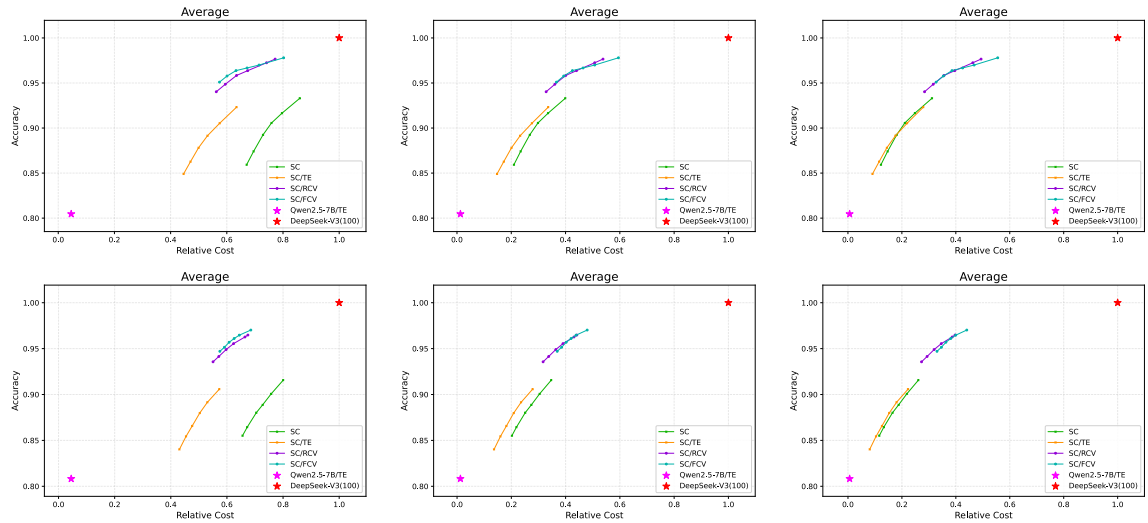 Average
Accuracy
1.00
0.95
0.90
0.85
0.80
SC
SC/TE
SC/RCV
SC/FCV
Qwen2.5-7B/TE
DeepSeek-V3(100)
0.0 0.2 0.4 0.6 0.8 1.0
Relative Cost
Average
Accuracy
1.00
0.95
0.90
0.85
0.80
SC
SC/TE
SC/RCV
SC/FCV
Qwen2.5-7B/TE
DeepSeek-V3(100)
0.0 0.2 0.4 0.6 0.8 1.0
Relative Cost
Average
Accuracy
1.00
0.95
0.90
0.85
0.80
SC
SC/TE
SC/RCV
SC/FCV
Qwen2.5-7B/TE
DeepSeek-V3(100)
0.0 0.2 0.4 0.6 0.8 1.0
Relative Cost
Average
Accuracy
1.00
0.95
0.90
0.85
0.80
SC
SC/TE
SC/RCV
SC/FCV
Qwen2.5-7B/TE
DeepSeek-V3(100)
0.0 0.2 0.4 0.6 0.8 1.0
Relative Cost
Average
Accuracy
1.00
0.95
0.90
0.85
0.80
SC
SC/TE
SC/RCV
SC/FCV
Qwen2.5-7B/TE
DeepSeek-V3(100)
0.0 0.2 0.4 0.6 0.8 1.0
Relative Cost
Average
Accuracy
1.00
0.95
0.90
0.85
0.80
SC
SC/TE
SC/RCV
SC/FCV
Qwen2.5-7B/TE
DeepSeek-V3(100)
0.0 0.2 0.4 0.6 0.8 1.0
Relative Cost